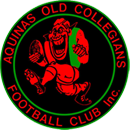 AQUINAS OLD COLLEGIANS
FOOTBALL CLUB Inc.